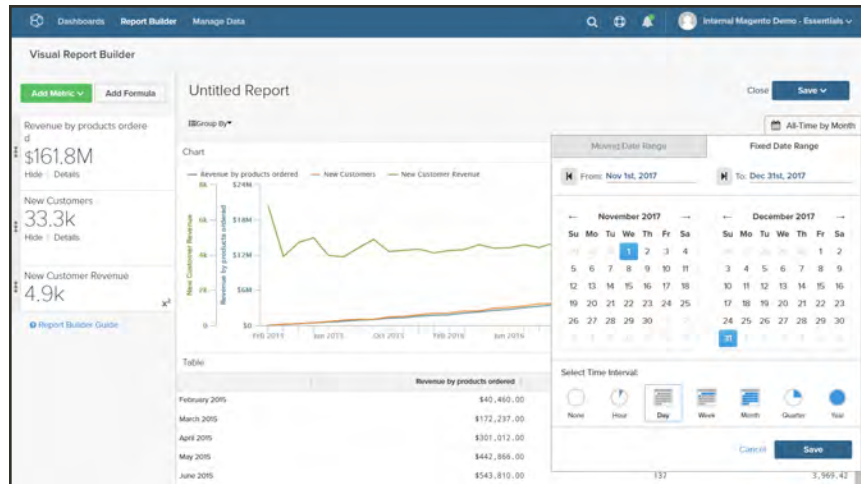 Dashboards Report Builder Manage Data Internal Magento Demo - Essentials
Visual Report Builder
Add Metric Add Formula
Untitled Report
Close Save
Group By
All-Time by Month
Revenue by products ordere
d
$161.8M
Hide Details
New Customers
33.3k
Hide Details
New Customer Revenue
4.9k
x²
Report Builder Guide
Chart
Revenue by products ordered New Customers New Customer Revenue
New Customer Revenue
Revenue by products ordered
8k $24M
6k $18M
4k $12M
2k $6M
0 $0
Feb 2015 Jun 2015 Oct 2015 Feb 2016 Jun 2016
Table
Revenue by products ordered
February 2015 $40,460.00
March 2015 $172,237.00
April 2015 $301,012.00
May 2015 $442,866.00
June 2015 $543,810.00 137 3,969.42
Moving Date Range Fixed Date Range
From: Nov 1st, 2017 To: Dec 31st, 2017
← November 2017 →
Su Mo Tu We Th Fr Sa
1 2 3 4
5 6 7 8 9 10 11
12 13 14 15 16 17 18
19 20 21 22 23 24 25
26 27 28 29 30
← December 2017 →
Su Mo Tu We Th Fr Sa
1 2
3 4 5 6 7 8 9
10 11 12 13 14 15 16
17 18 19 20 21 22 23
24 25 26 27 28 29 30
31
Select Time Interval:
None Hour Day Week Month Quarter Year
Cancel Save